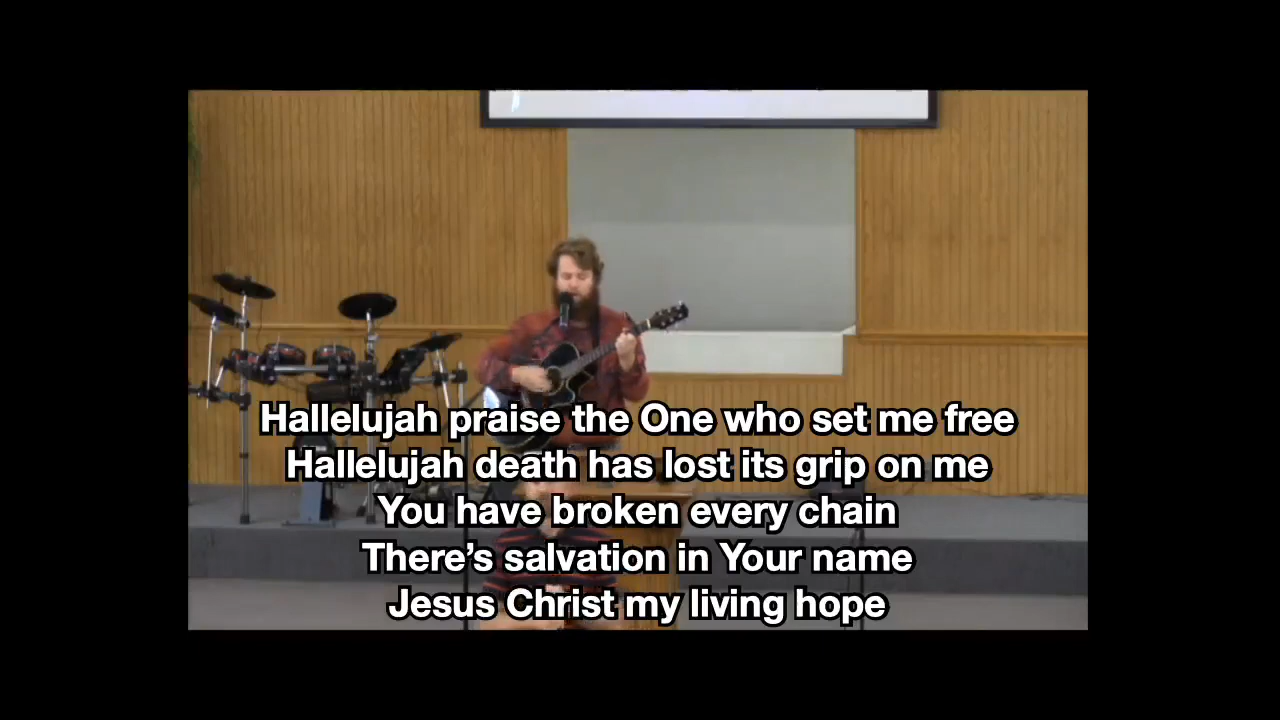 Hallelujah praise the One who set me free
Hallelujah death has lost its grip on me
You have broken every chain
There's salvation in Your name
Jesus Christ my living hope